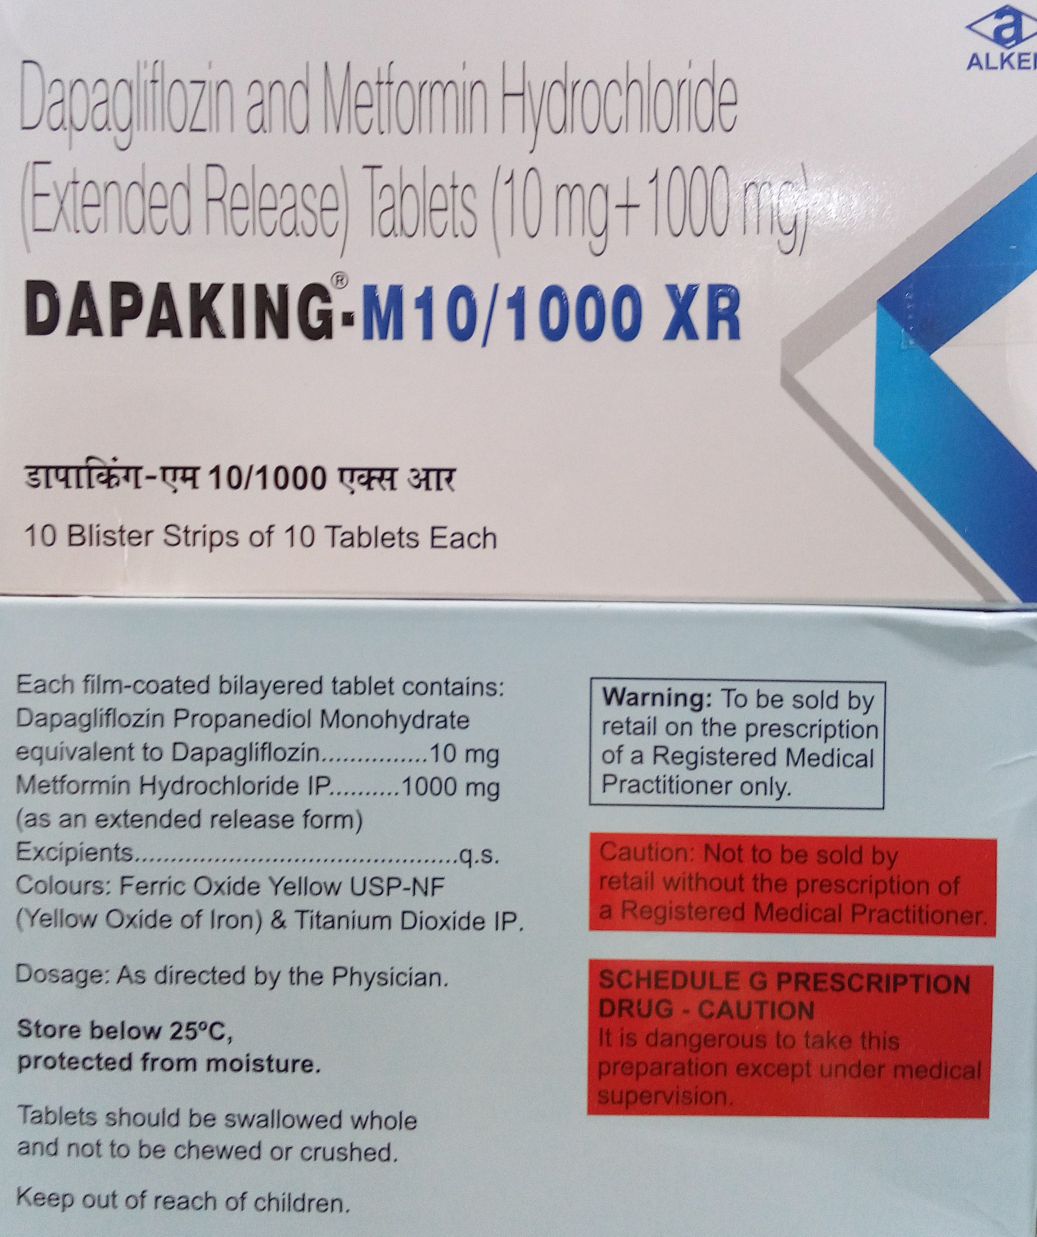 a
Dapagliflozin and Metformin Hydrochloride
(Extended Release) Tablets (10 mg+1000 mg)
DAPAKING®-M10/1000 XR
डापाकिंग-एम 10/1000 एक्स आर
10 Blister Strips of 10 Tablets Each
Each film-coated bilayered tablet contains:
Dapagliflozin Propanediol Monohydrate
equivalent to Dapagliflozin...............10 mg
Metformin Hydrochloride IP..........1000 mg
(as an extended release form)
Excipients.............................................q.s.
Colours: Ferric Oxide Yellow USP-NF
(Yellow Oxide of Iron) & Titanium Dioxide IP.
Dosage: As directed by the Physician.
Store below 25ºC,
protected from moisture.
Tablets should be swallowed whole
and not to be chewed or crushed.
Keep out of reach of children.
Warning: To be sold by
retail on the prescription
of a Registered Medical
Practitioner only.
Caution: Not to be sold by
retail without the prescription of
a Registered Medical Practitioner.
SCHEDULE G PRESCRIPTION
DRUG - CAUTION
It is dangerous to take this
preparation except under medical
supervision.